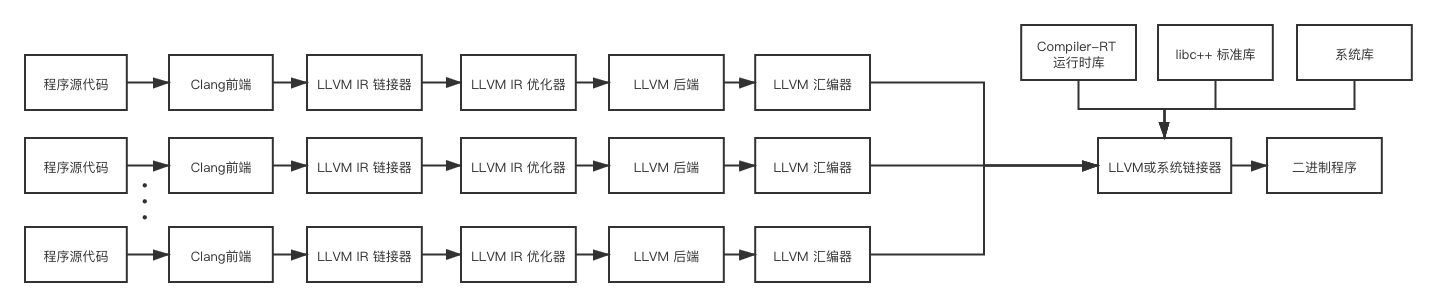 Compiler-RT
运行时库
libc++ 标准库
系统库
程序源代码
Clang前端
LLVM IR 链接器
LLVM IR 优化器
LLVM 后端
LLVM 汇编器
程序源代码
Clang前端
LLVM IR 链接器
LLVM IR 优化器
LLVM 后端
LLVM 汇编器
LLVM或系统链接器
二进制程序
程序源代码
Clang前端
LLVM IR 链接器
LLVM IR 优化器
LLVM 后端
LLVM 汇编器